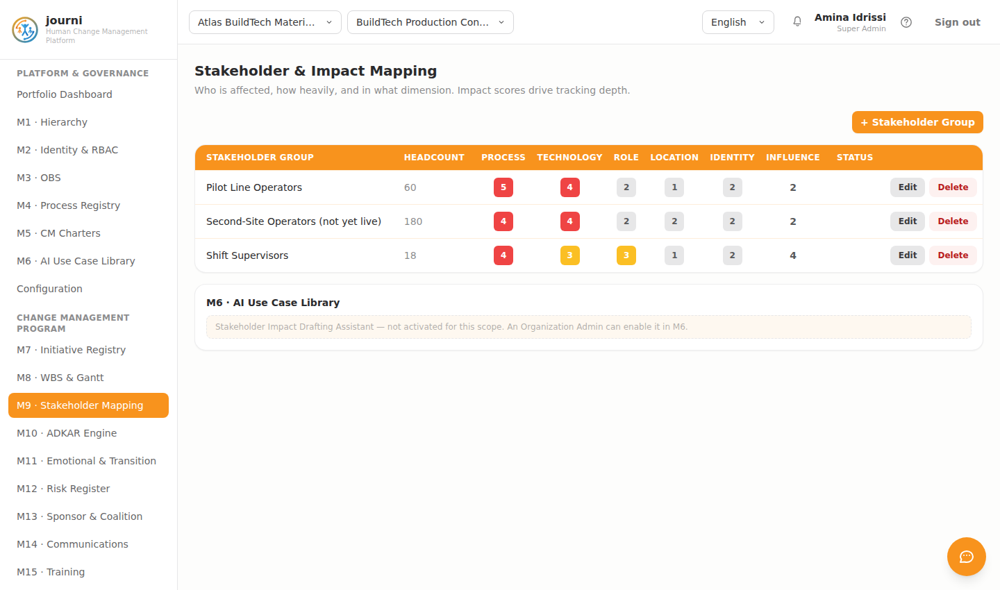 journi
Human Change Management
Platform
Atlas BuildTech Materi...
BuildTech Production Con...
English
Amina Idrissi
Super Admin
Sign out
PLATFORM & GOVERNANCE
Portfolio Dashboard
M1 · Hierarchy
M2 · Identity & RBAC
M3 · OBS
M4 · Process Registry
M5 · CM Charters
M6 · AI Use Case Library
Configuration
CHANGE MANAGEMENT
PROGRAM
M7 · Initiative Registry
M8 · WBS & Gantt
M9 · Stakeholder Mapping
M10 · ADKAR Engine
M11 · Emotional & Transition
M12 · Risk Register
M13 · Sponsor & Coalition
M14 · Communications
M15 · Training
Stakeholder & Impact Mapping
Who is affected, how heavily, and in what dimension. Impact scores drive tracking depth.
+ Stakeholder Group
STAKEHOLDER GROUP HEADCOUNT PROCESS TECHNOLOGY ROLE LOCATION IDENTITY INFLUENCE STATUS
Pilot Line Operators 60 5 4 2 1 2 2 Edit Delete
Second-Site Operators (not yet live) 180 4 4 2 2 2 2 Edit Delete
Shift Supervisors 18 4 3 3 1 2 4 Edit Delete
M6 · AI Use Case Library
Stakeholder Impact Drafting Assistant — not activated for this scope. An Organization Admin can enable it in M6.